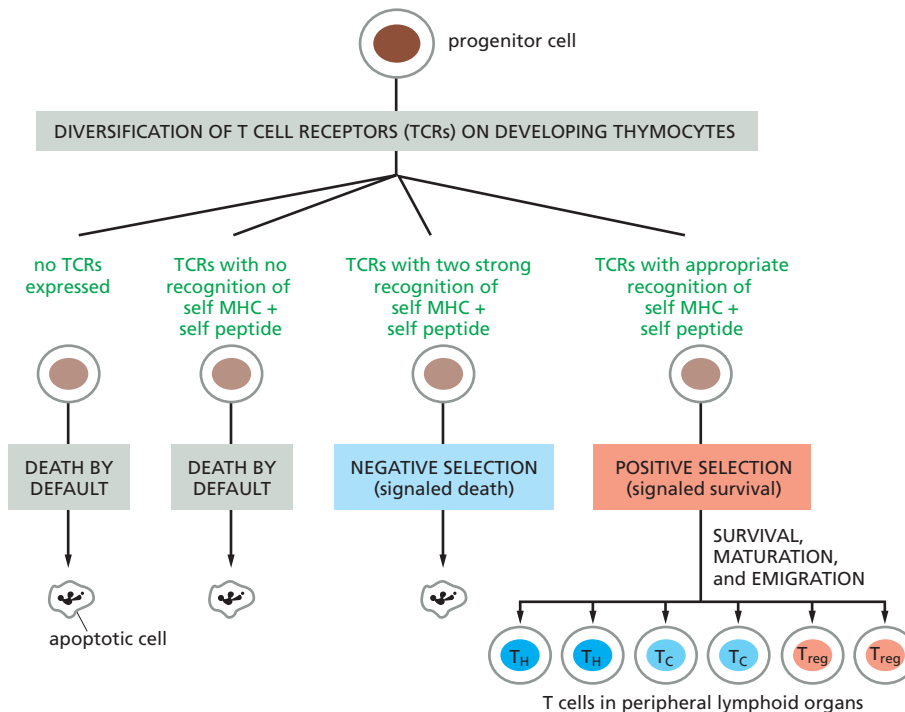 progenitor cell
DIVERSIFICATION OF T CELL RECEPTORS (TCRs) ON DEVELOPING THYMOCYTES
no TCRs
expressed
TCRs with no
recognition of
self MHC +
self peptide
TCRs with two strong
recognition of
self MHC +
self peptide
TCRs with appropriate
recognition of
self MHC +
self peptide
DEATH BY
DEFAULT
DEATH BY
DEFAULT
NEGATIVE SELECTION
(signaled death)
POSITIVE SELECTION
(signaled survival)
SURVIVAL,
MATURATION,
and EMIGRATION
apoptotic cell
TH
TH
TC
TC
Treg
Treg
T cells in peripheral lymphoid organs